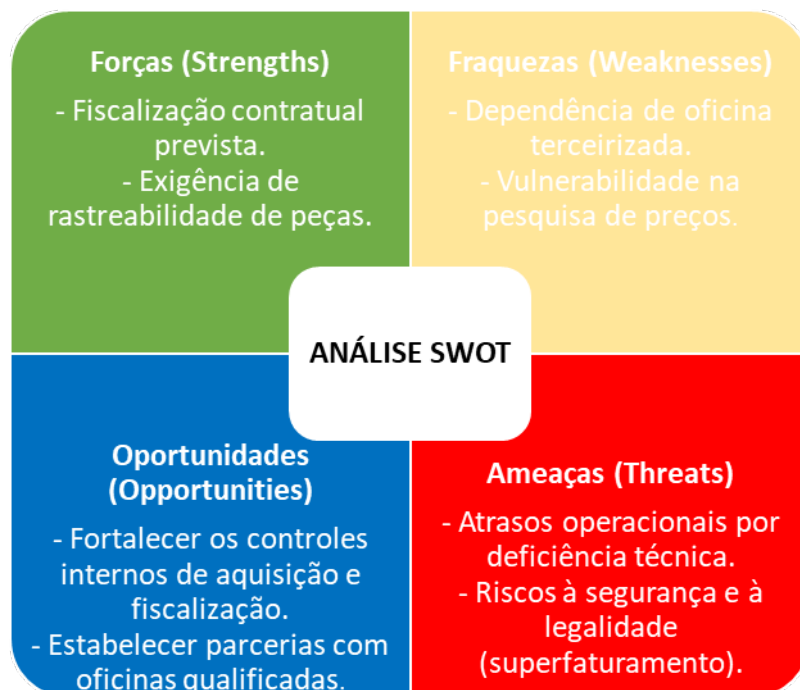 Forças (Strengths)
- Fiscalização contratual
prevista.
- Exigência de
rastreabilidade de peças.
Fraquezas (Weaknesses)
- Dependência de oficina
terceirizada.
- Vulnerabilidade na
pesquisa de preços.
ANÁLISE SWOT
Oportunidades
(Opportunities)
- Fortalecer os controles
internos de aquisição e
fiscalização.
- Estabelecer parcerias com
oficinas qualificadas.
Ameaças (Threats)
- Atrasos operacionais por
deficiência técnica.
- Riscos à segurança e à
legalidade
(superfaturamento).